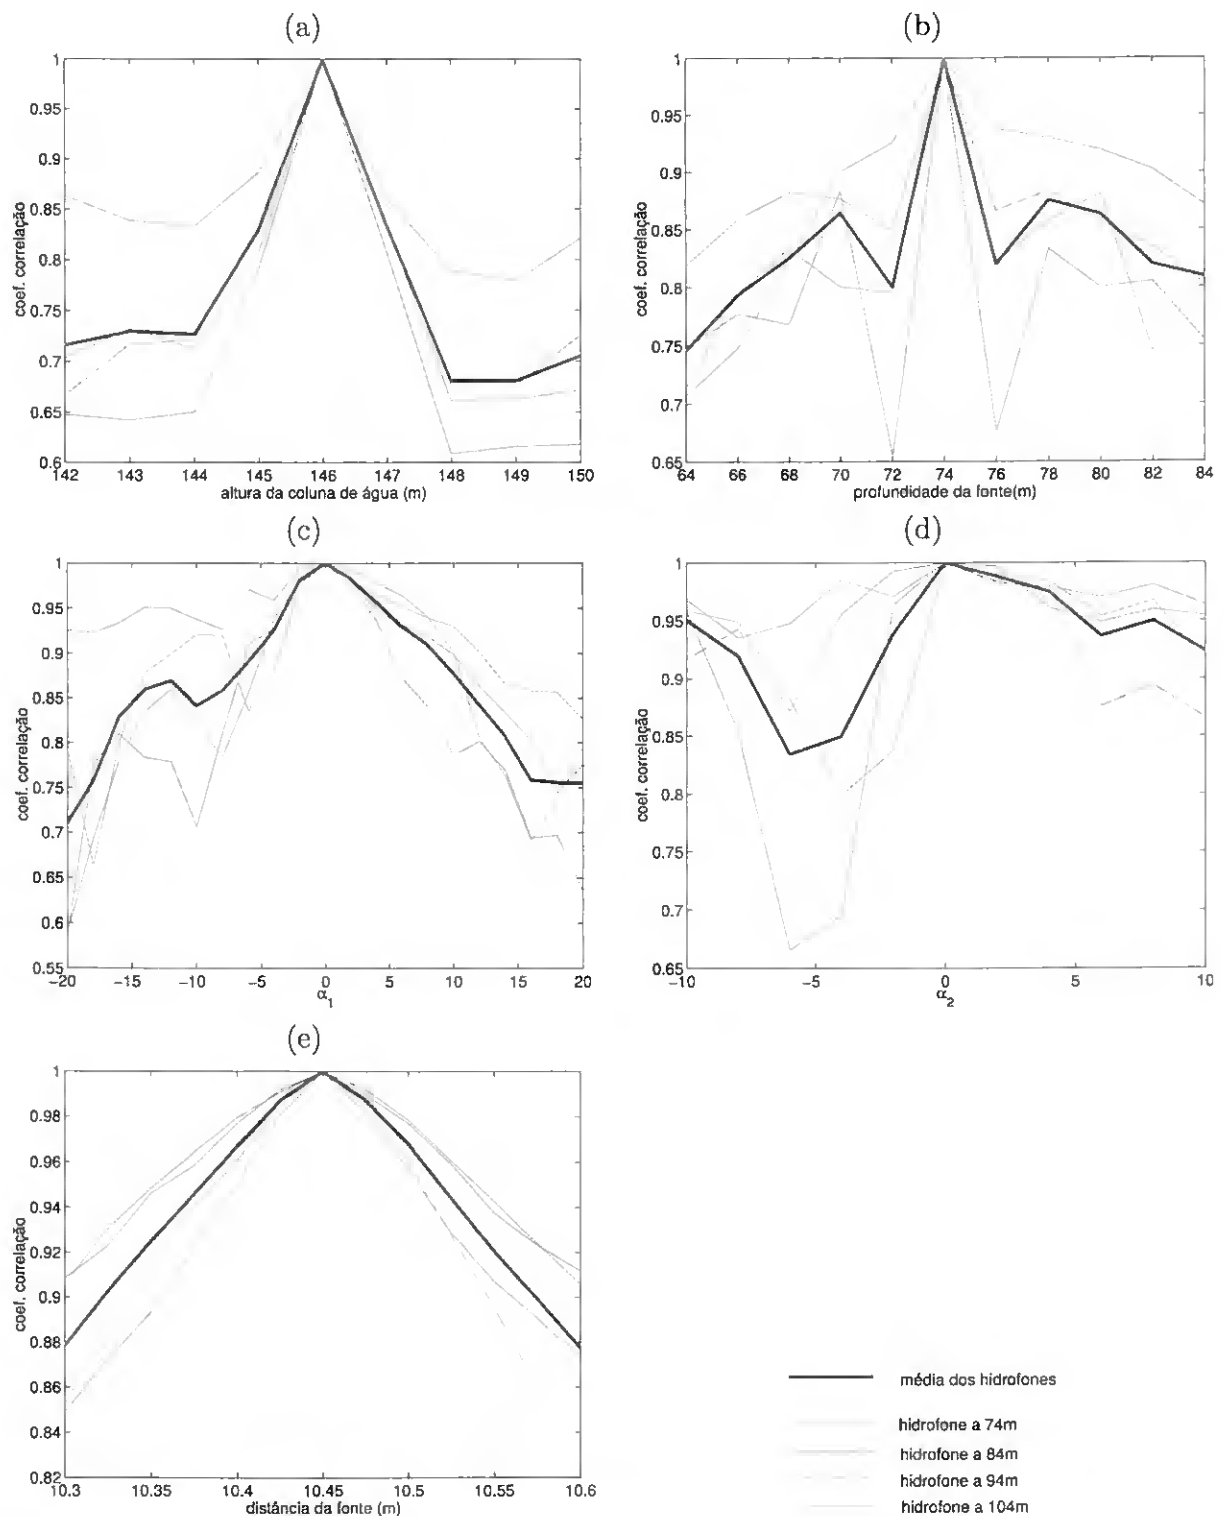 (a)
1
0.95
0.9
0.85
0.8
0.75
0.7
0.65
0.6
coef. correlação
142 143 144 145 146 147 148 149 150
altura da coluna de água (m)
(b)
1
0.95
0.9
0.85
0.8
0.75
0.7
0.65
coef. correlação
64 66 68 70 72 74 76 78 80 82 84
profundidade da fonte(m)
(c)
1
0.95
0.9
0.85
0.8
0.75
0.7
0.65
0.6
0.55
coef. correlação
−20 −15 −10 −5 0 5 10 15 20
α1
(d)
1
0.95
0.9
0.85
0.8
0.75
0.7
0.65
coef. correlação
−10 −5 0 5 10
α2
(e)
1
0.98
0.96
0.94
0.92
0.9
0.88
0.86
0.84
0.82
coef. correlação
10.3 10.35 10.4 10.45 10.5 10.55 10.6
distância da fonte (m)
média dos hidrofones
hidrofone a 74m
hidrofone a 84m
hidrofone a 94m
hidrofone a 104m